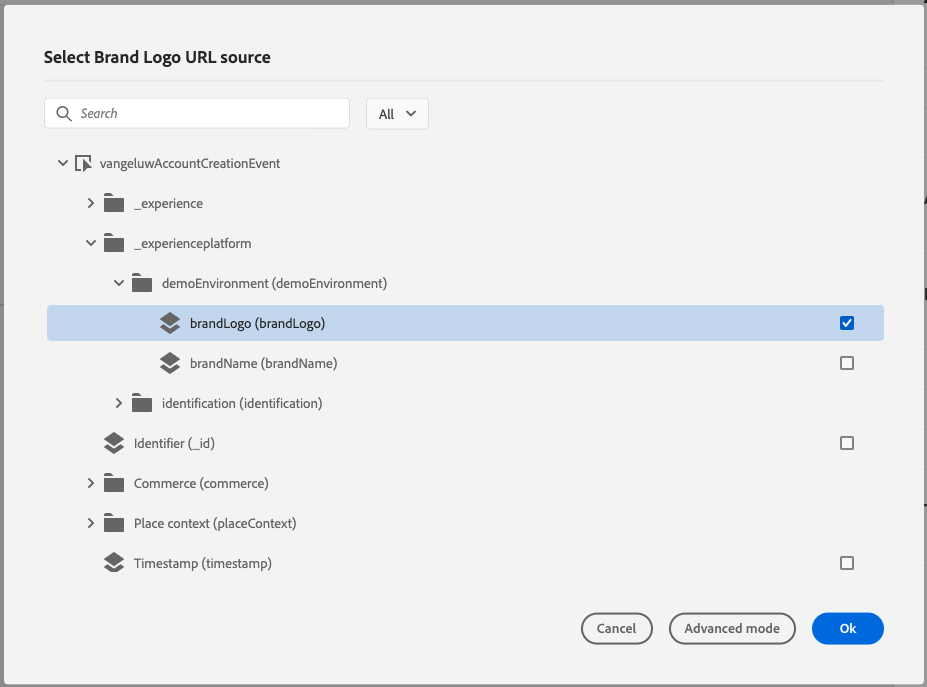 Select Brand Logo URL source
Search
All
vangeluwAccountCreationEvent
_experience
_experienceplatform
demoEnvironment (demoEnvironment)
brandLogo (brandLogo)
brandName (brandName)
identification (identification)
Identifier (_id)
Commerce (commerce)
Place context (placeContext)
Timestamp (timestamp)
Cancel
Advanced mode
Ok